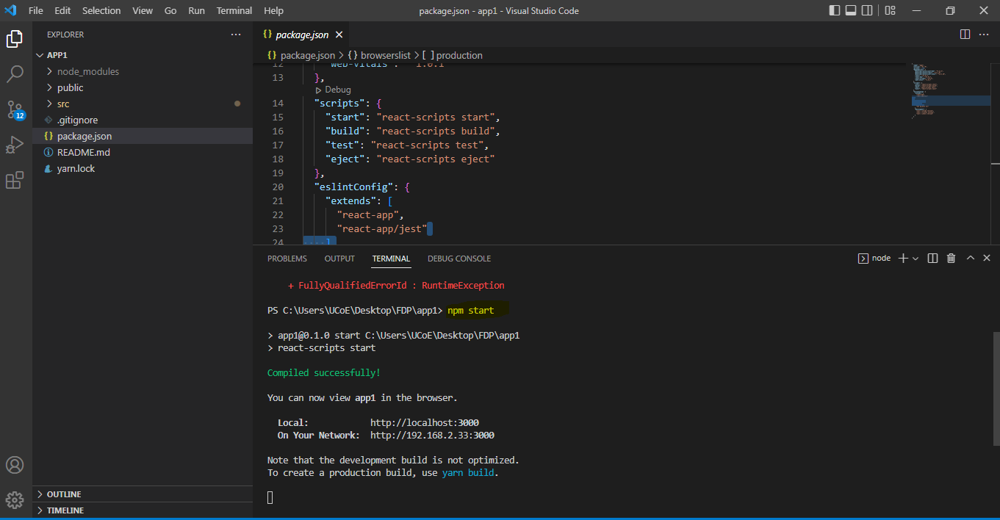 File Edit Selection View Go Run Terminal Help package.json - app1 - Visual Studio Code
EXPLORER
APP1
node_modules
public
src
.gitignore
package.json
README.md
yarn.lock
12
OUTLINE
TIMELINE
{} package.json
{} package.json > {} browserslist > [ ] production
12 "web-vitals": "^1.0.1"
13 },
Debug
14 "scripts": {
15 "start": "react-scripts start",
16 "build": "react-scripts build",
17 "test": "react-scripts test",
18 "eject": "react-scripts eject"
19 },
20 "eslintConfig": {
21 "extends": [
22 "react-app",
23 "react-app/jest"
24 ]
PROBLEMS OUTPUT TERMINAL DEBUG CONSOLE node
+ FullyQualifiedErrorId : RuntimeException
PS C:\Users\UCoE\Desktop\FDP\app1> npm start
> app1@0.1.0 start C:\Users\UCoE\Desktop\FDP\app1
> react-scripts start
Compiled successfully!
You can now view app1 in the browser.
Local: http://localhost:3000
On Your Network: http://192.168.2.33:3000
Note that the development build is not optimized.
To create a production build, use yarn build.